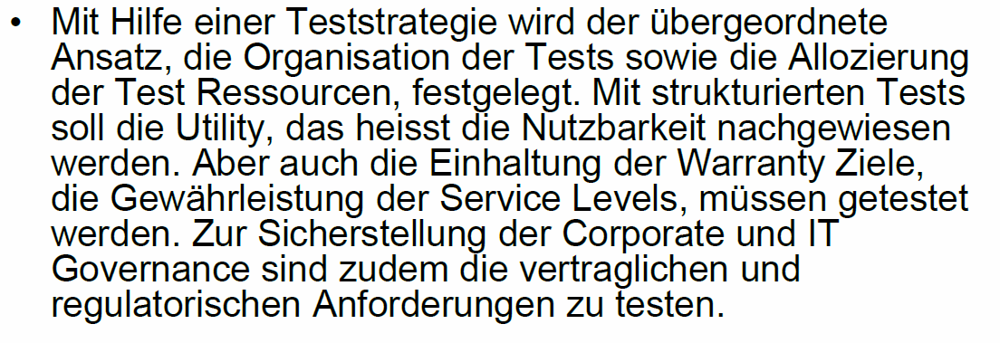 • Mit Hilfe einer Teststrategie wird der übergeordnete
Ansatz, die Organisation der Tests sowie die Allozierung
der Test Ressourcen, festgelegt. Mit strukturierten Tests
soll die Utility, das heisst die Nutzbarkeit nachgewiesen
werden. Aber auch die Einhaltung der Warranty Ziele,
die Gewährleistung der Service Levels, müssen getestet
werden. Zur Sicherstellung der Corporate und IT
Governance sind zudem die vertraglichen und
regulatorischen Anforderungen zu testen.